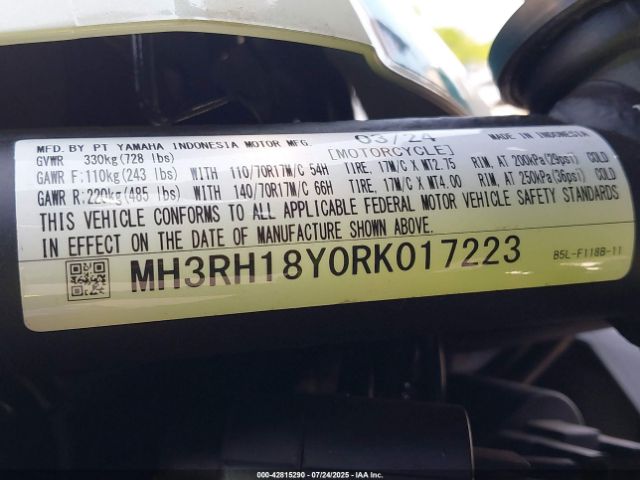 MFD. BY PT YAMAHA INDONESIA MOTOR MFG. 03/24 MADE IN INDONESIA
GVWR 330kg(728 lbs) [MOTORCYCLE]
GAWR F:110kg(243 lbs) WITH 110/70R17M/C 54H TIRE, 17M/C X MT2.75 RIM, AT 200kPa(29psi) COLD
GAWR R:220kg(485 lbs) WITH 140/70R17M/C 66H TIRE, 17M/C X MT4.00 RIM, AT 250kPa(36psi) COLD
THIS VEHICLE CONFORMS TO ALL APPLICABLE FEDERAL MOTOR VEHICLE SAFETY STANDARDS
IN EFFECT ON THE DATE OF MANUFACTURE SHOWN ABOVE.
MH3RH18Y0RK017223 B5L-F118B-11
000-42815290 - 07/24/2025 - IAAI.COM